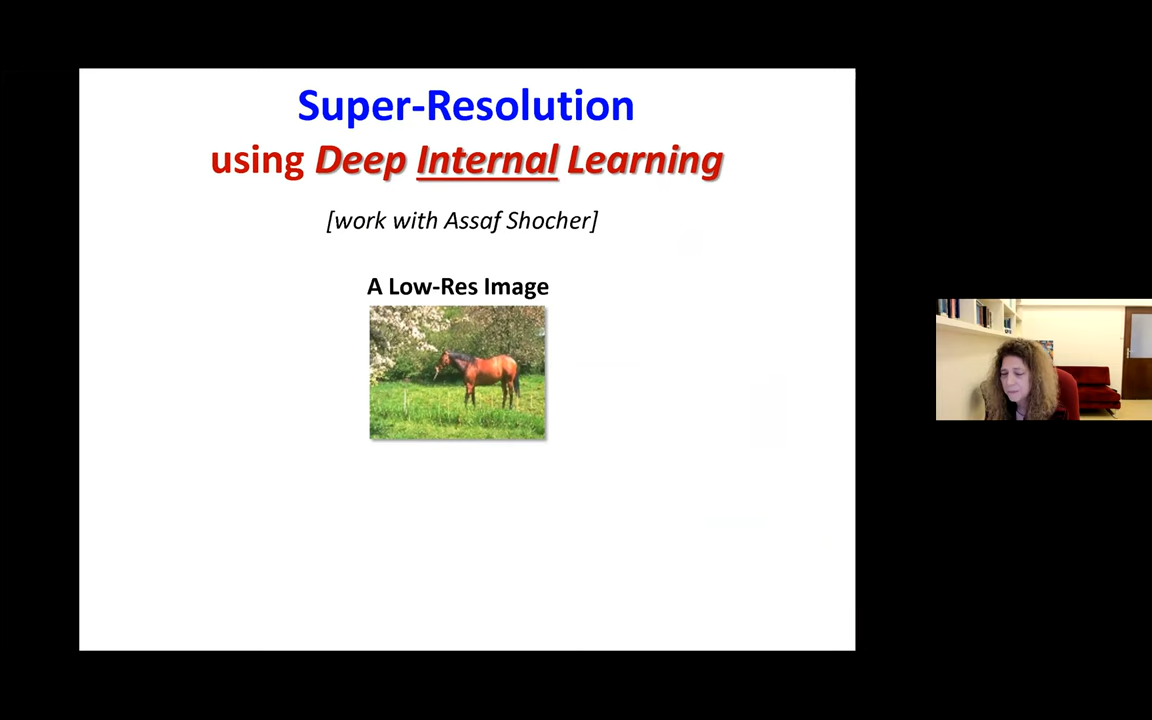 Super-Resolution
using Deep Internal Learning
[work with Assaf Shocher]
A Low-Res Image